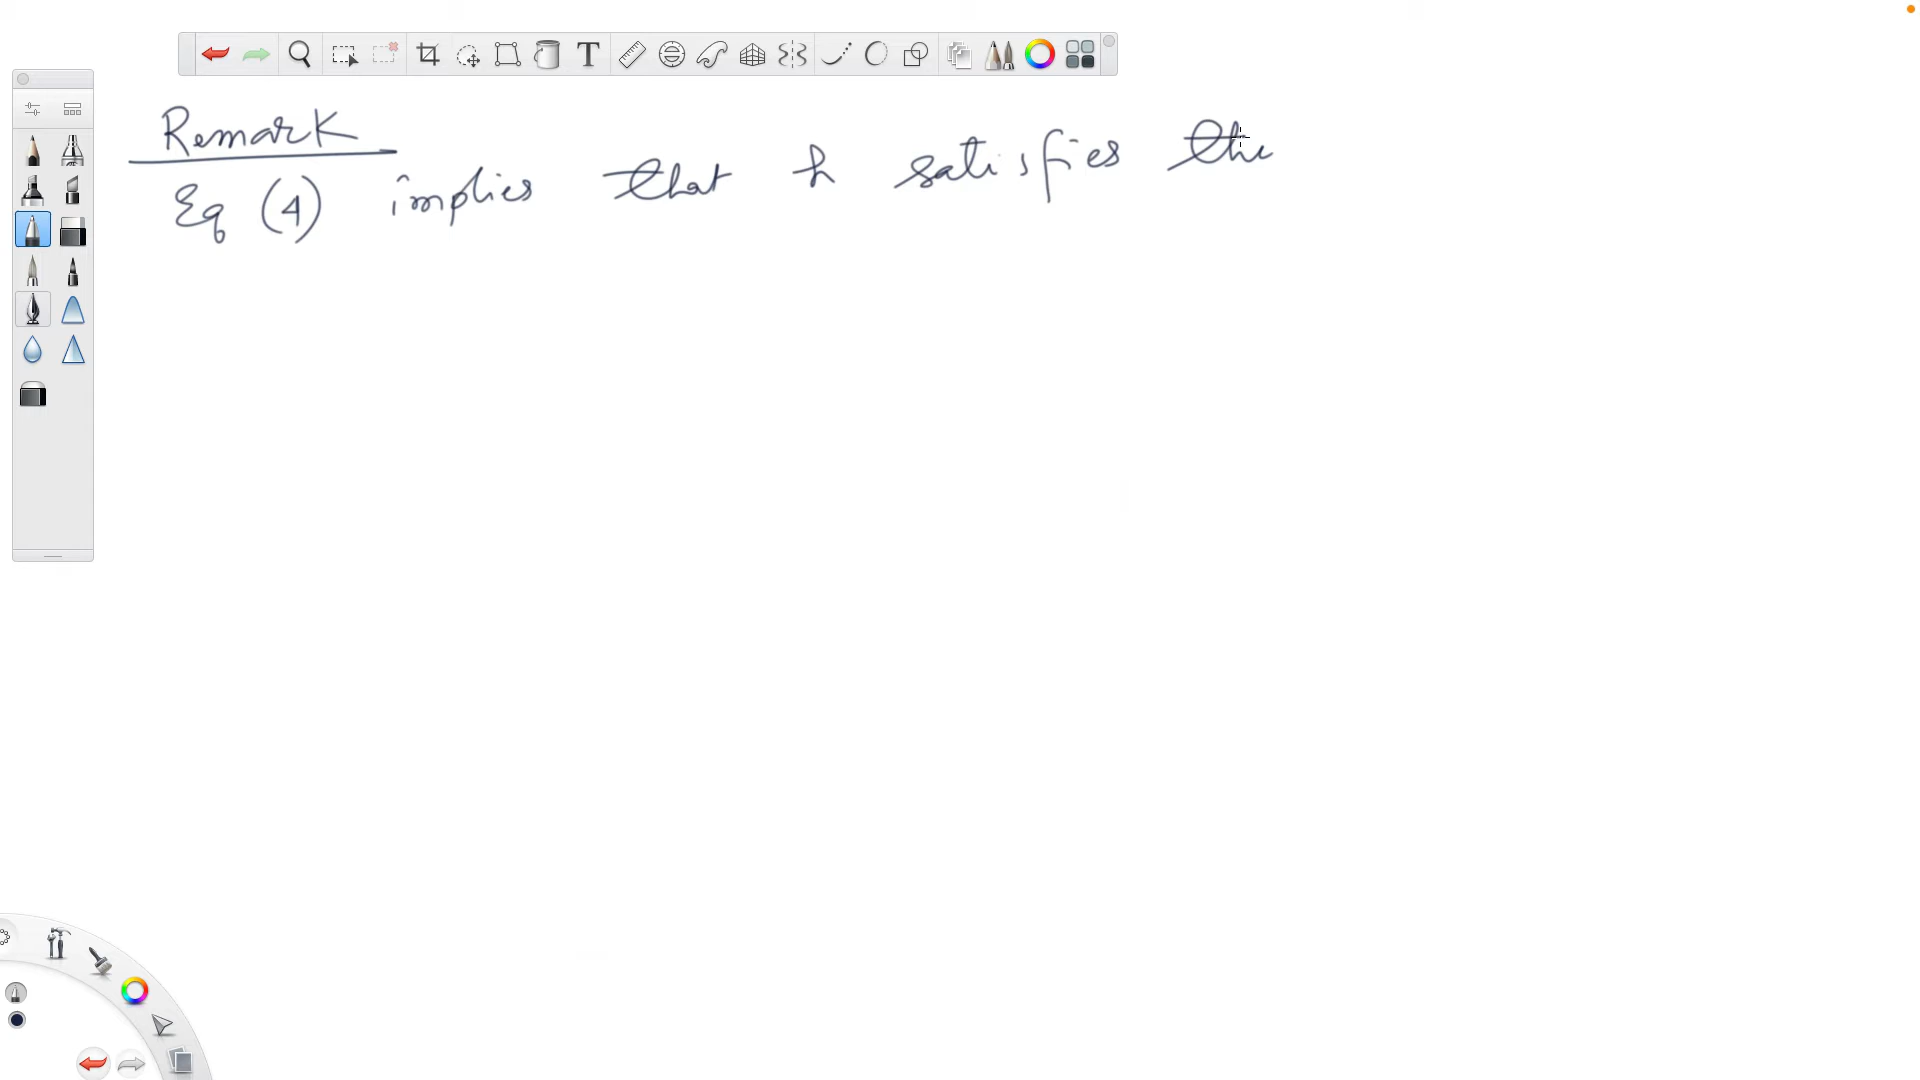 Remark
Eq (4) implies that h satisfies the